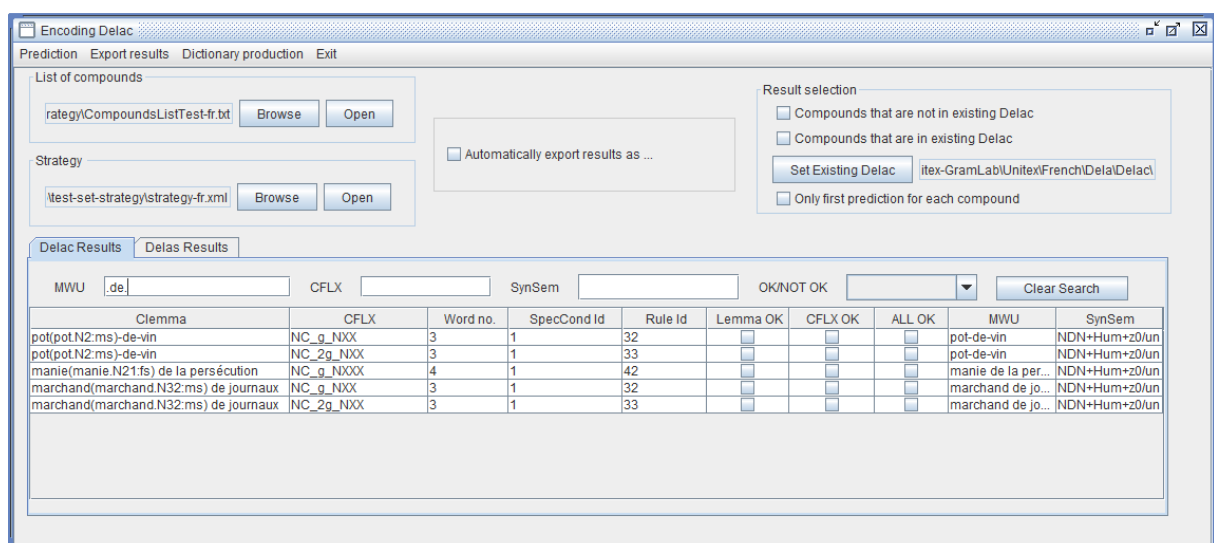 Encoding Delac
Prediction Export results Dictionary production Exit
List of compounds
rategy\CompoundsListTest-fr.txt Browse Open
Strategy
\test-set-strategy\strategy-fr.xml Browse Open
Automatically export results as ...
Result selection
Compounds that are not in existing Delac
Compounds that are in existing Delac
Set Existing Delac itex-GramLab\Unitex\French\Dela\Delac\
Only first prediction for each compound
Delac Results Delas Results
MWU .de. CFLX SynSem OK/NOT OK Clear Search
Clemma CFLX Word no. SpecCond Id Rule Id Lemma OK CFLX OK ALL OK MWU SynSem
pot(pot.N2:ms)-de-vin NC_g_NXX 3 1 32 pot-de-vin NDN+Hum+z0/un
pot(pot.N2:ms)-de-vin NC_2g_NXX 3 1 33 pot-de-vin NDN+Hum+z0/un
manie(manie.N21:fs) de la persécution NC_g_NXXX 4 1 42 manie de la per... NDN+Hum+z0/un
marchand(marchand.N32:ms) de journaux NC_g_NXX 3 1 32 marchand de jo... NDN+Hum+z0/un
marchand(marchand.N32:ms) de journaux NC_2g_NXX 3 1 33 marchand de jo... NDN+Hum+z0/un